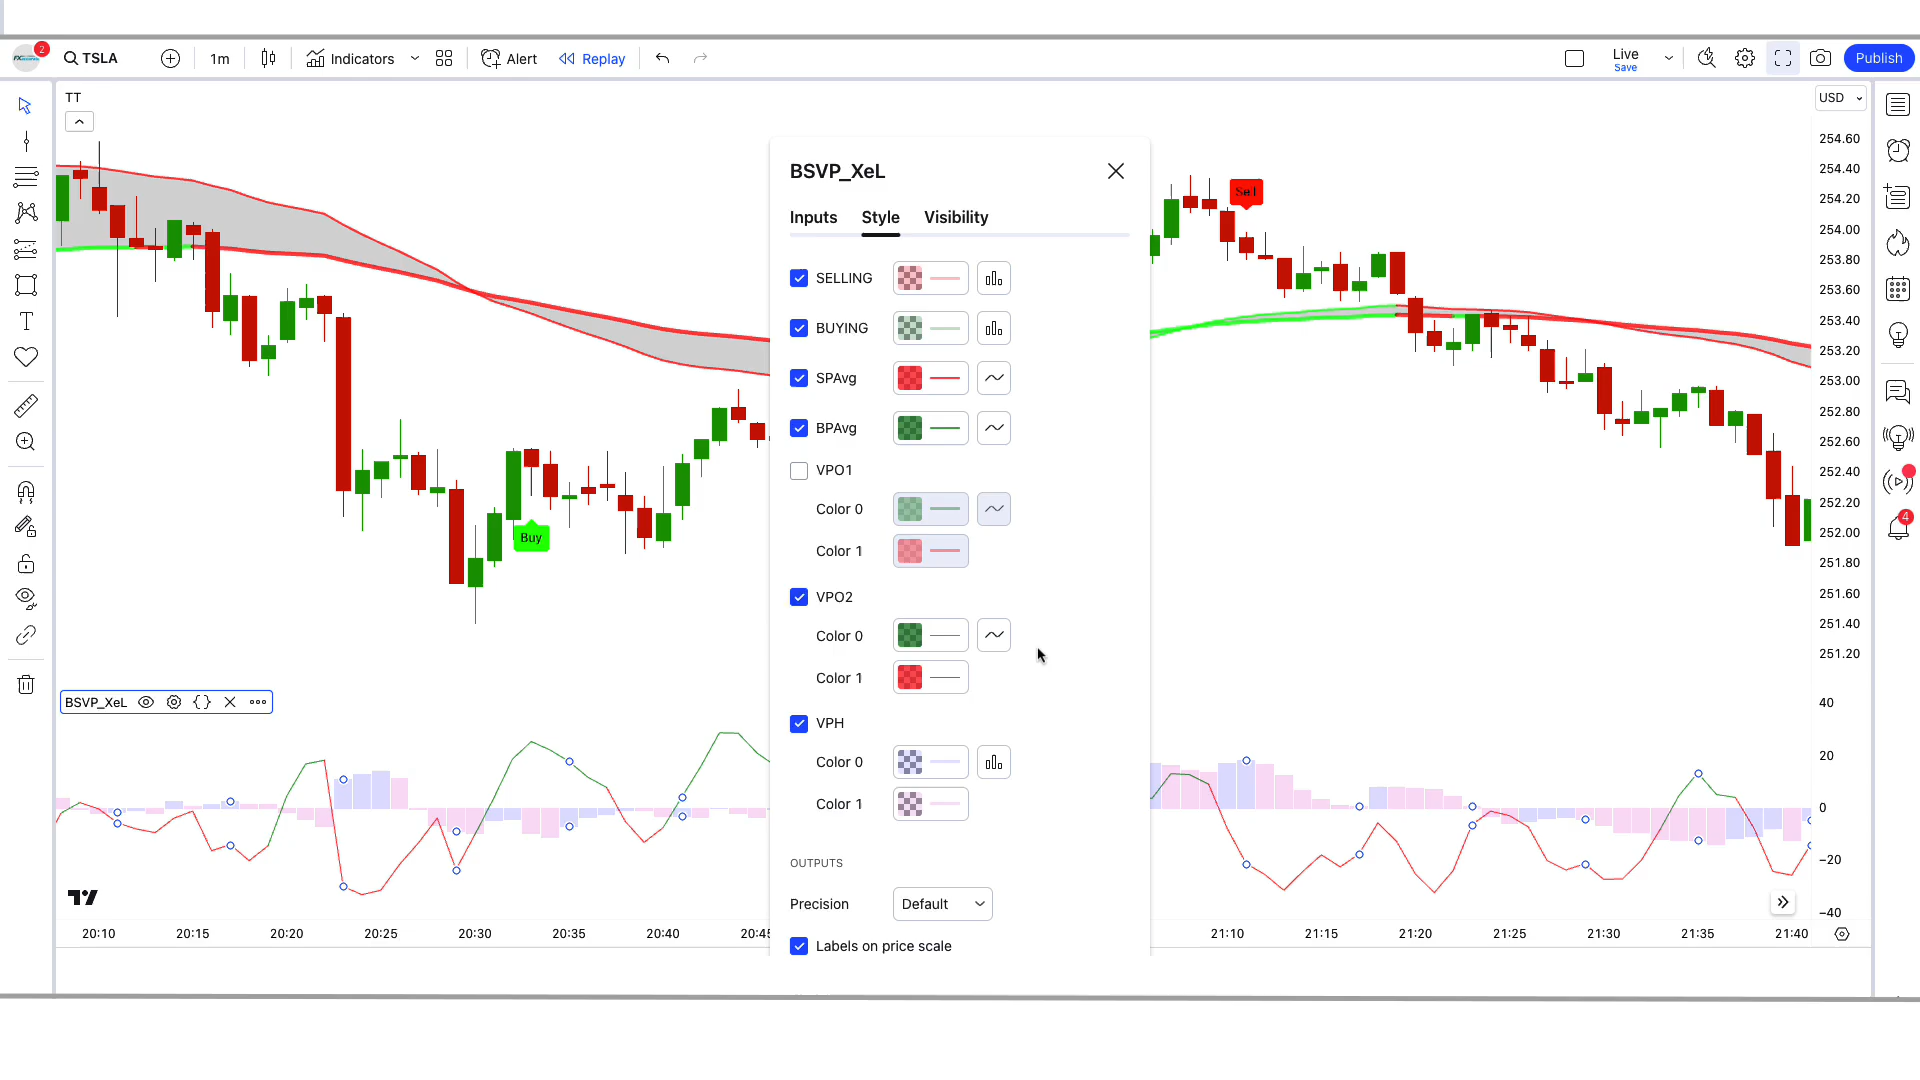 2
TSLA
1m
Indicators
Alert
Replay
Live
Save
Publish
TT
USD
BSVP_XeL
Inputs
Style
Visibility
SELLING
BUYING
SPAvg
BPAvg
VPO1
Color 0
Color 1
VPO2
Color 0
Color 1
VPH
Color 0
Color 1
OUTPUTS
Precision
Default
Labels on price scale
Buy
Sell
254.60
254.40
254.20
254.00
253.80
253.60
253.40
253.20
253.00
252.80
252.60
252.40
252.20
252.00
251.80
251.60
251.40
251.20
BSVP_XeL
40
20
0
−20
−40
20:10
20:15
20:20
20:25
20:30
20:35
20:40
20:45
21:10
21:15
21:20
21:25
21:30
21:35
21:40
4